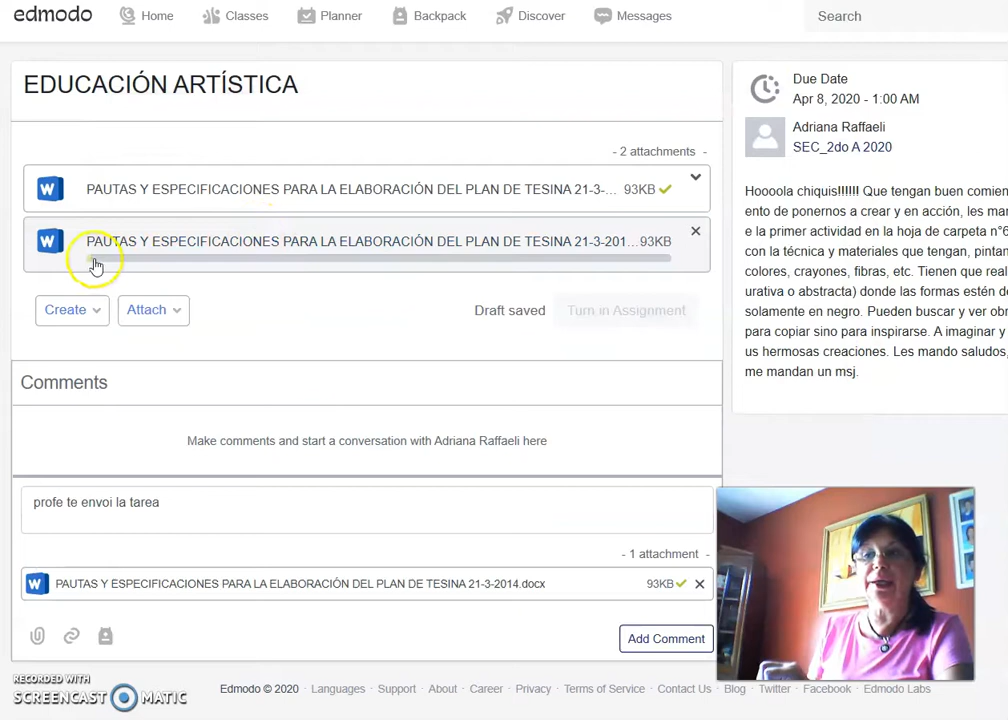 edmodo
Home
Classes
Planner
Backpack
Discover
Messages
Search
EDUCACIÓN ARTÍSTICA
- 2 attachments -
PAUTAS Y ESPECIFICACIONES PARA LA ELABORACIÓN DEL PLAN DE TESINA 21-3-... 93KB
PAUTAS Y ESPECIFICACIONES PARA LA ELABORACIÓN DEL PLAN DE TESINA 21-3-201... 93KB
Create
Attach
Draft saved
Turn in Assignment
Comments
Make comments and start a conversation with Adriana Raffaeli here
profe te envoi la tarea
- 1 attachment -
PAUTAS Y ESPECIFICACIONES PARA LA ELABORACIÓN DEL PLAN DE TESINA 21-3-2014.docx 93KB
Add Comment
Due Date
Apr 8, 2020 - 1:00 AM
Adriana Raffaeli
SEC_2do A 2020
Hoooola chiquis!!!!!! Que tengan buen comien
ento de ponernos a crear y en acción, les mar
e la primer actividad en la hoja de carpeta n°6
con la técnica y materiales que tengan, pintan
colores, crayones, fibras, etc. Tienen que real
urativa o abstracta) donde las formas estén de
solamente en negro. Pueden buscar y ver obr
para copiar sino para inspirarse. A imaginar y
us hermosas creaciones. Les mando saludos,
me mandan un msj.
RECORDED WITH
SCREENCAST MATIC
Edmodo © 2020 · Languages · Support · About · Career · Privacy · Terms of Service · Contact Us · Blog · Twitter · Facebook · Edmodo Labs